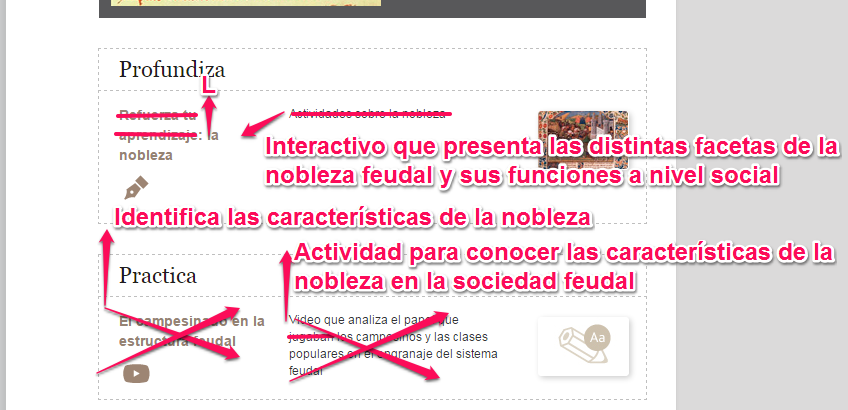 Profundiza
L
Refuerza tu
aprendizaje: la
nobleza
Actividades sobre la nobleza
Interactivo que presenta las distintas facetas de la
nobleza feudal y sus funciones a nivel social
Identifica las características de la nobleza
Actividad para conocer las características de la
nobleza en la sociedad feudal
Practica
El campesinado en la
estructura feudal
Video que analiza el papel que
jugaban los campesinos y las clases
populares en el engranaje del sistema
feudal
Aa